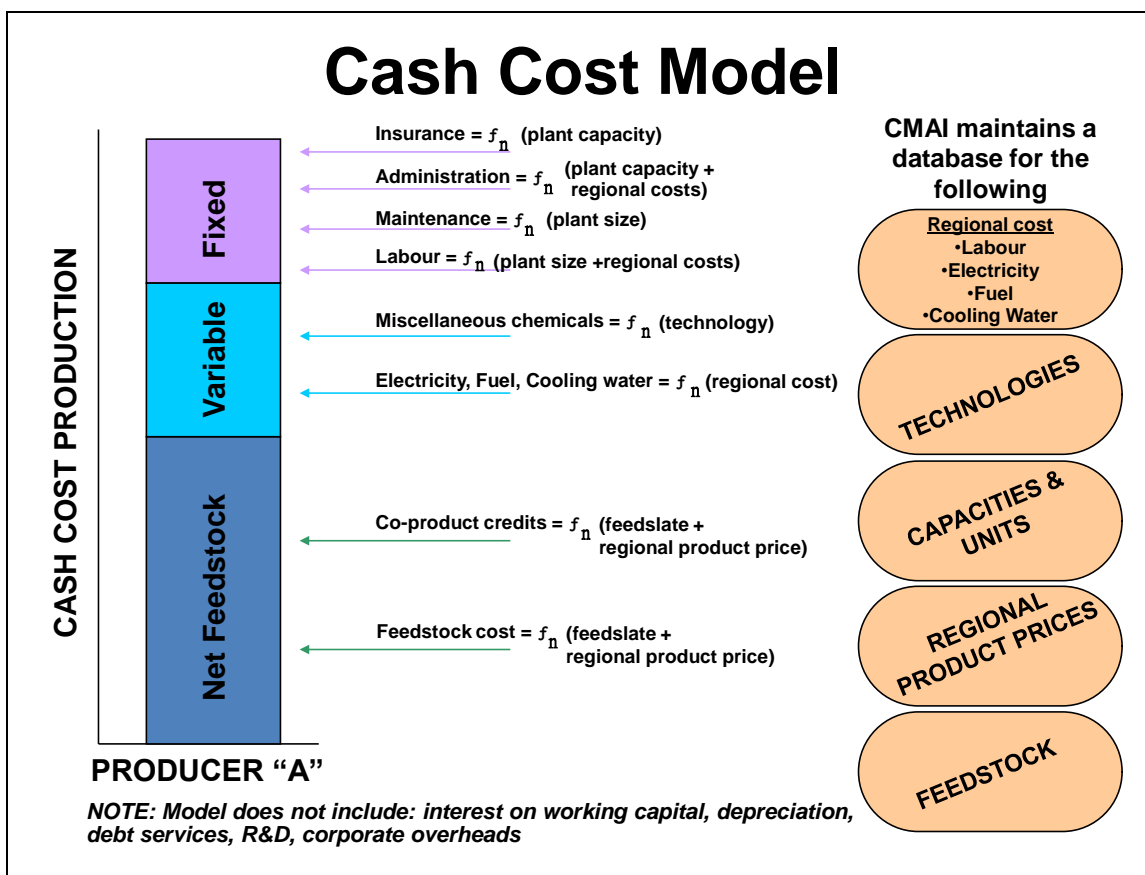 Cash Cost Model
CASH COST PRODUCTION
Fixed
Variable
Net Feedstock
PRODUCER “A”
Insurance = fn (plant capacity)
Administration = fn (plant capacity +
regional costs)
Maintenance = fn (plant size)
Labour = fn (plant size +regional costs)
Miscellaneous chemicals = fn (technology)
Electricity, Fuel, Cooling water = fn (regional cost)
Co-product credits = fn (feedslate +
regional product price)
Feedstock cost = fn (feedslate +
regional product price)
CMAI maintains a
database for the
following
Regional cost
•Labour
•Electricity
•Fuel
•Cooling Water
TECHNOLOGIES
CAPACITIES &
UNITS
REGIONAL
PRODUCT PRICES
FEEDSTOCK
NOTE: Model does not include: interest on working capital, depreciation,
debt services, R&D, corporate overheads